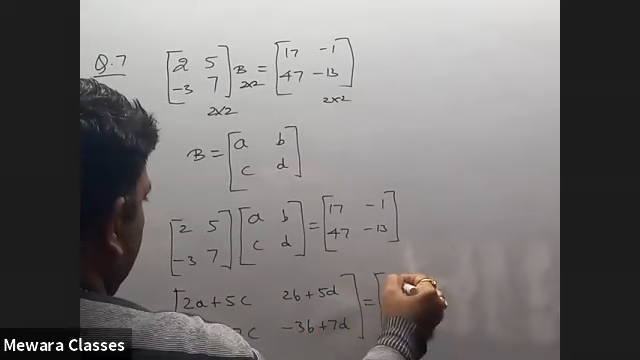 Q.7 [2 5] B = [17 -1]
[-3 7] 2x2 [47 -13]
2x2 2x2
B = [a b]
[c d]
[2 5] [a b] = [17 -1]
[-3 7] [c d] [47 -13]
[2a+5c 2b+5d] = [
7c -3b+7d]
Mewara Classes